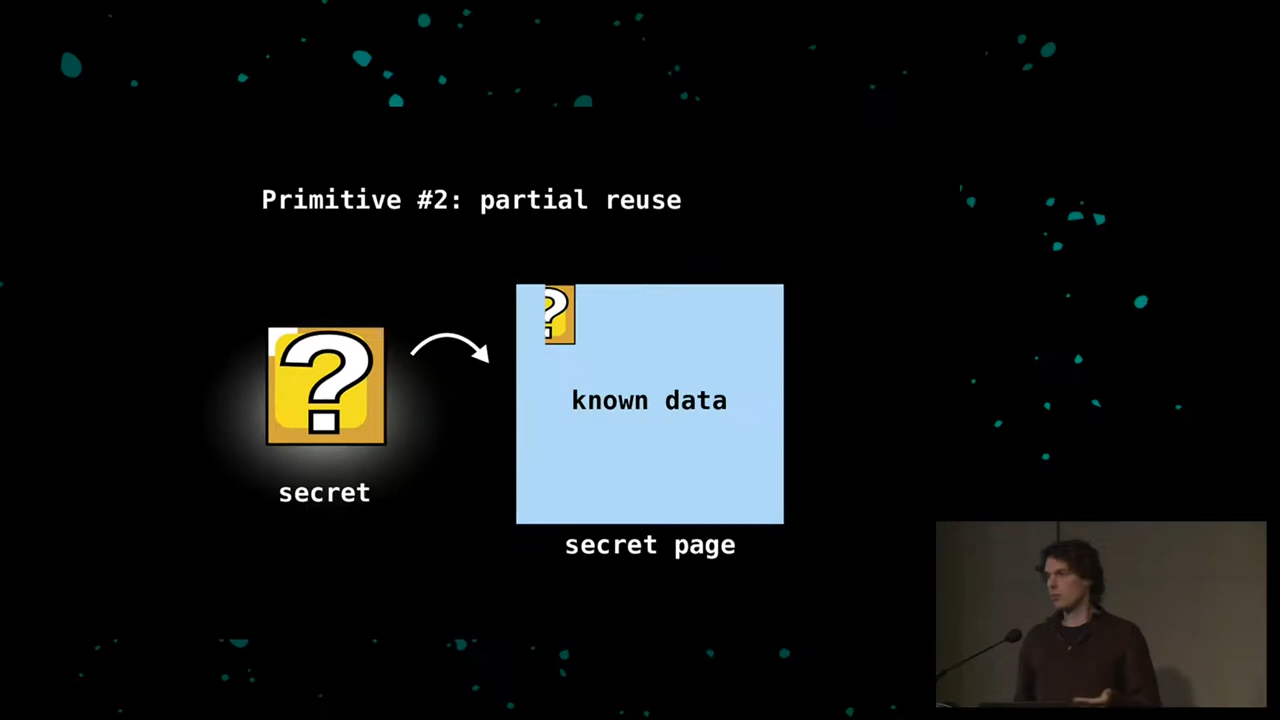 Primitive #2: partial reuse
?
?
known data
secret
secret page